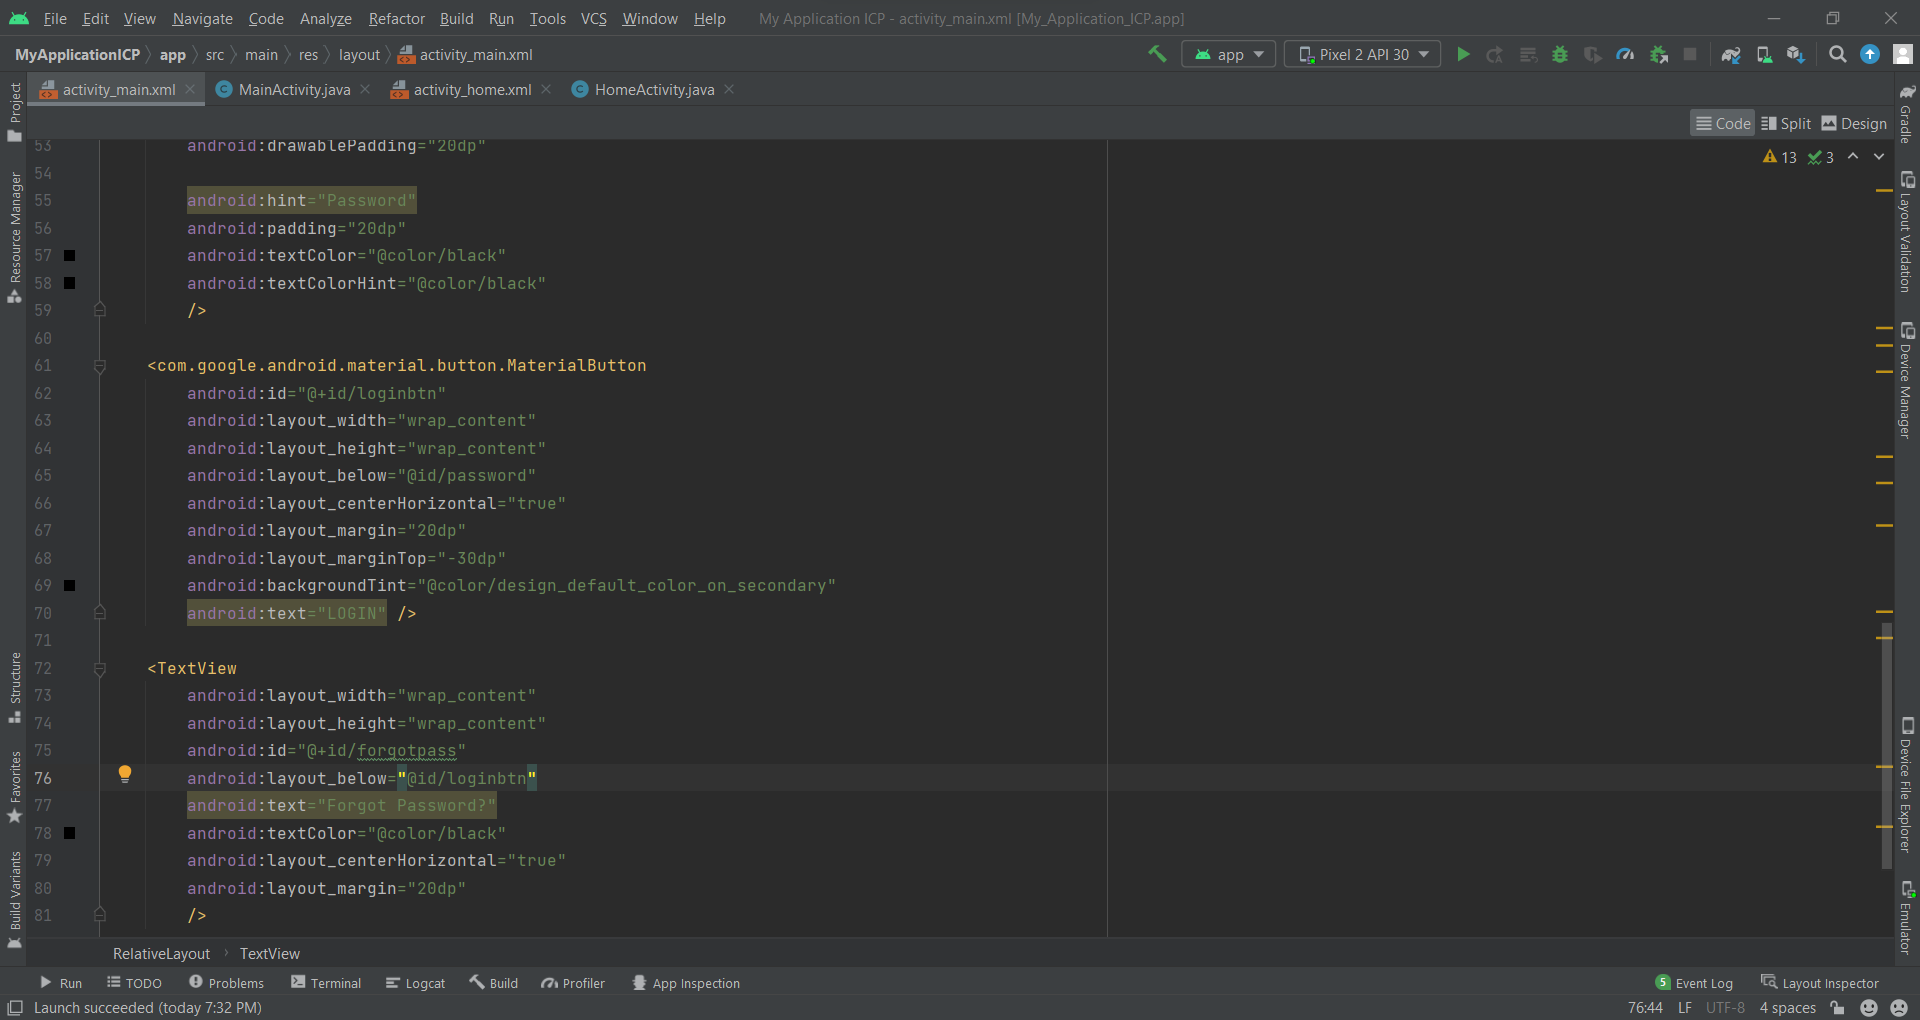 File Edit View Navigate Code Analyze Refactor Build Run Tools VCS Window Help My Application ICP - activity_main.xml [My_Application_ICP.app]
MyApplicationICP app src main res layout activity_main.xml app Pixel 2 API 30
activity_main.xml MainActivity.java activity_home.xml HomeActivity.java
Code Split Design
13 3
53 android:drawablePadding="20dp"
54
55 android:hint="Password"
56 android:padding="20dp"
57 android:textColor="@color/black"
58 android:textColorHint="@color/black"
59 />
60
61 <com.google.android.material.button.MaterialButton
62 android:id="@+id/loginbtn"
63 android:layout_width="wrap_content"
64 android:layout_height="wrap_content"
65 android:layout_below="@id/password"
66 android:layout_centerHorizontal="true"
67 android:layout_margin="20dp"
68 android:layout_marginTop="-30dp"
69 android:backgroundTint="@color/design_default_color_on_secondary"
70 android:text="LOGIN" />
71
72 <TextView
73 android:layout_width="wrap_content"
74 android:layout_height="wrap_content"
75 android:id="@+id/forgotpass"
76 android:layout_below="@id/loginbtn"
77 android:text="Forgot Password?"
78 android:textColor="@color/black"
79 android:layout_centerHorizontal="true"
80 android:layout_margin="20dp"
81 />
RelativeLayout TextView
Project
Resource Manager
Structure
Favorites
Build Variants
Gradle
Layout Validation
Device Manager
Device File Explorer
Emulator
Run TODO Problems Terminal Logcat Build Profiler App Inspection 5 Event Log Layout Inspector
Launch succeeded (today 7:32 PM) 76:44 LF UTF-8 4 spaces